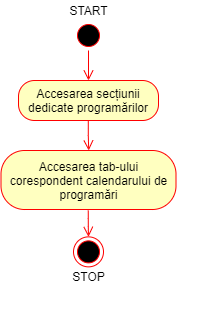 START
Accesarea secțiunii
dedicate programărilor
Accesarea tab-ului
corespondent calendarului de
programări
STOP